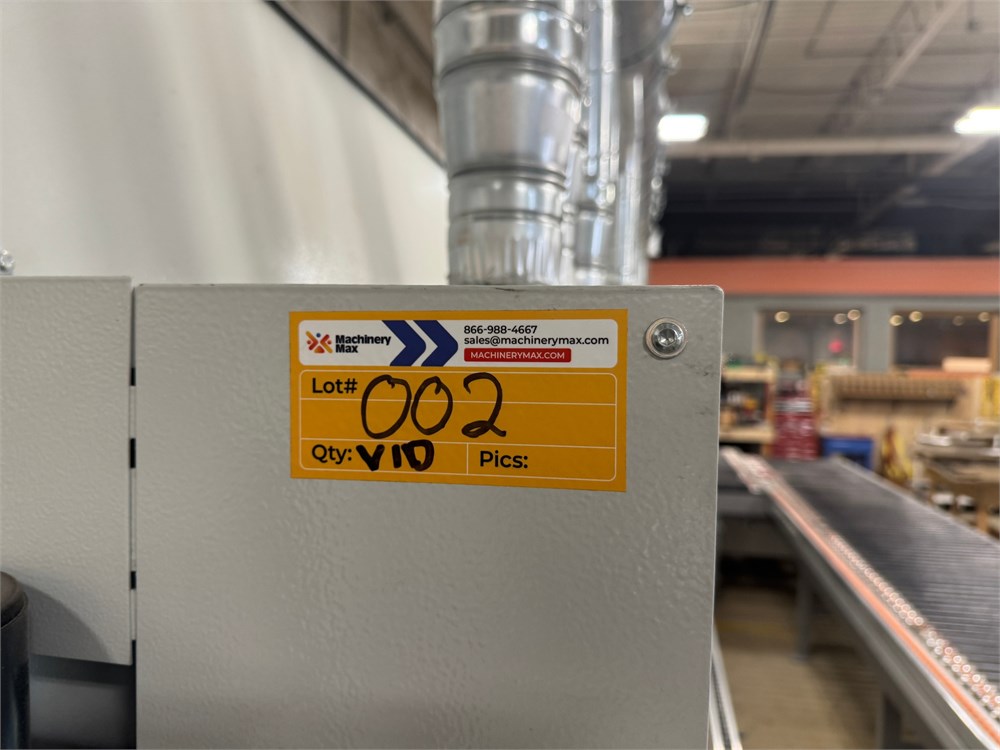 Machinery
Max
866-988-4667
sales@machinerymax.com
MACHINERYMAX.COM
Lot# 002
Qty: VID Pics: